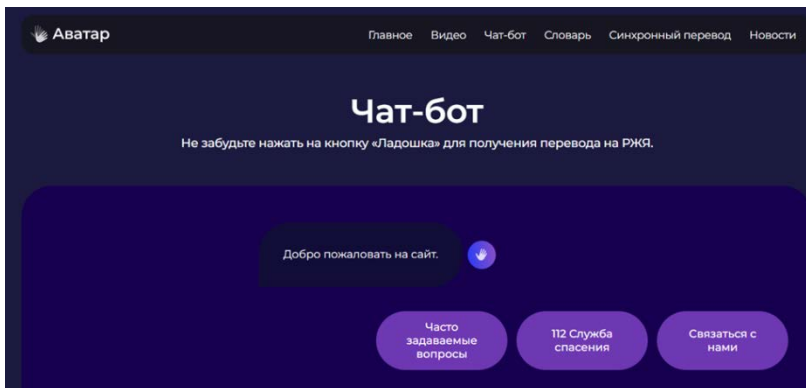 Аватар
Главное Видео Чат-бот Словарь Синхронный перевод Новости
Чат-бот
Не забудьте нажать на кнопку «Ладошка» для получения перевода на РЖЯ.
Добро пожаловать на сайт.
Часто
задаваемые
вопросы
112 Служба
спасения
Связаться с
нами